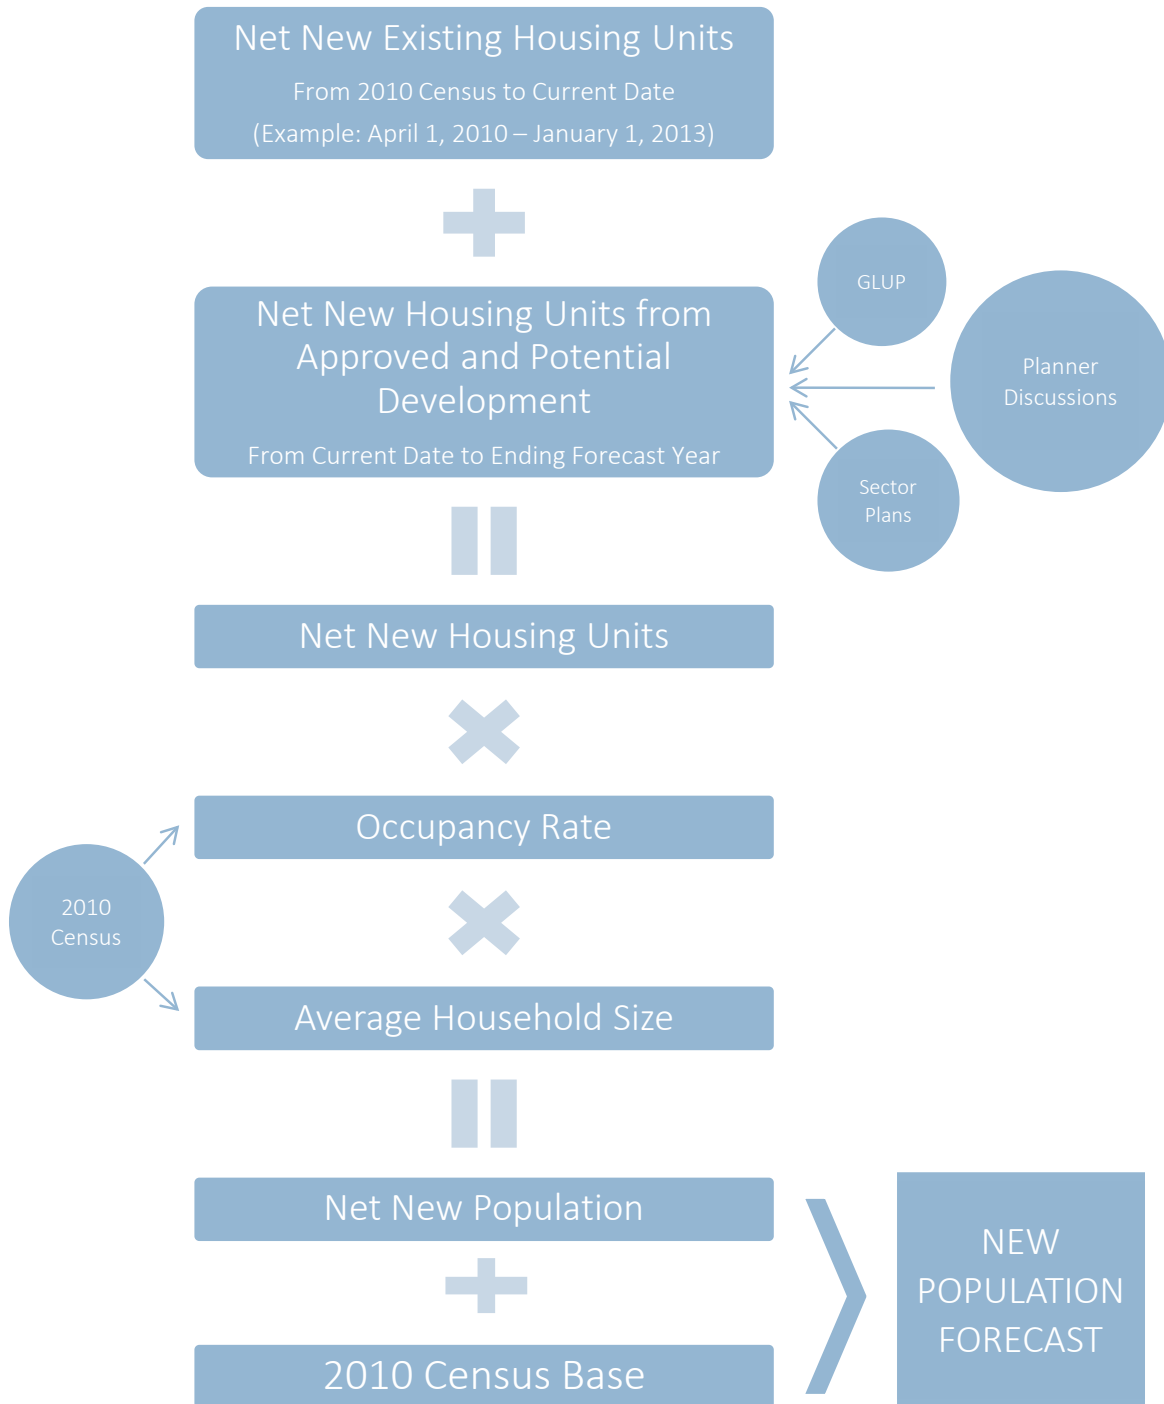 Net New Existing Housing Units
From 2010 Census to Current Date
(Example: April 1, 2010 – January 1, 2013)
Net New Housing Units from
Approved and Potential
Development
From Current Date to Ending Forecast Year
GLUP
Planner
Discussions
Sector
Plans
Net New Housing Units
Occupancy Rate
2010
Census
Average Household Size
Net New Population
2010 Census Base
NEW
POPULATION
FORECAST